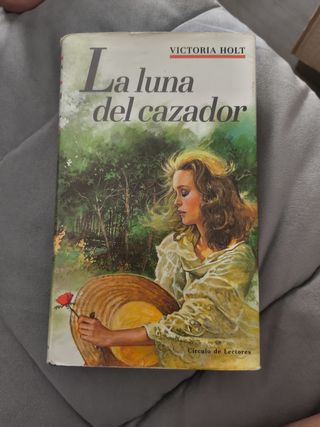 VICTORIA HOLT
La luna
del cazador
Círculo de Lectores